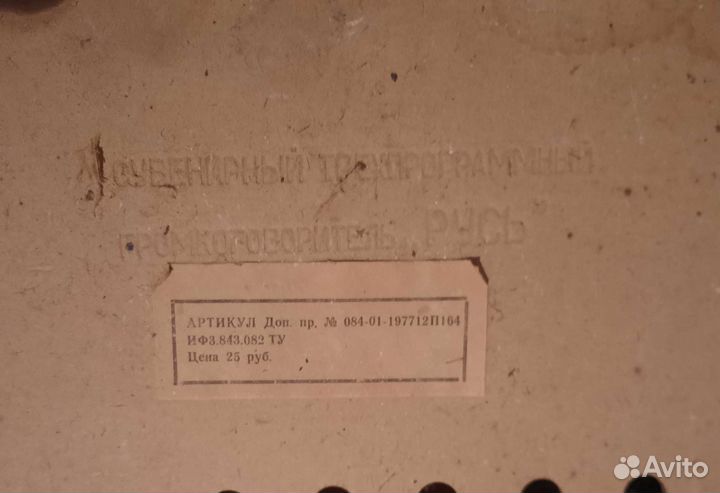 СУВЕНИРНЫЙ ТРЕХПРОГРАММНЫЙ
ГРОМКОГОВОРИТЕЛЬ "РУСЬ"
АРТИКУЛ Доп. пр. № 084-01-197712П164
ИФ3.843.082 ТУ
Цена 25 руб.
Avito